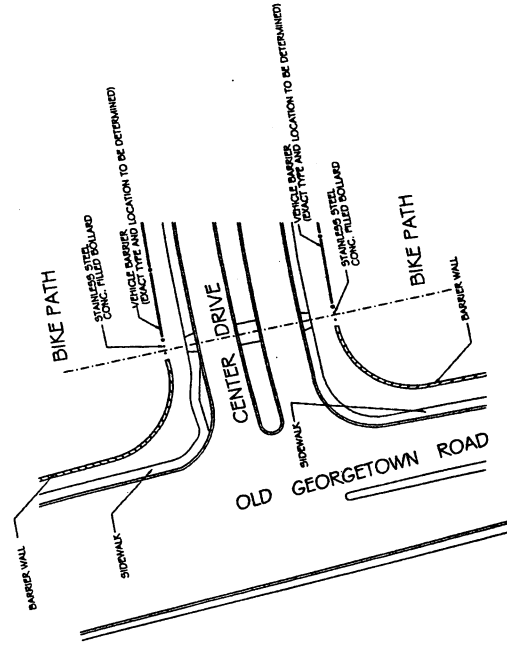 BIKE PATH
STAINLESS STEEL
CONC. FILLED BOLLARD
VEHICLE BARRIER
(EXACT TYPE AND LOCATION TO BE DETERMINED)
CENTER DRIVE
VEHICLE BARRIER
(EXACT TYPE AND LOCATION TO BE DETERMINED)
STAINLESS STEEL
CONC. FILLED BOLLARD
BIKE PATH
BARRIER WALL
SIDEWALK
OLD GEORGETOWN ROAD
BARRIER WALL
SIDEWALK